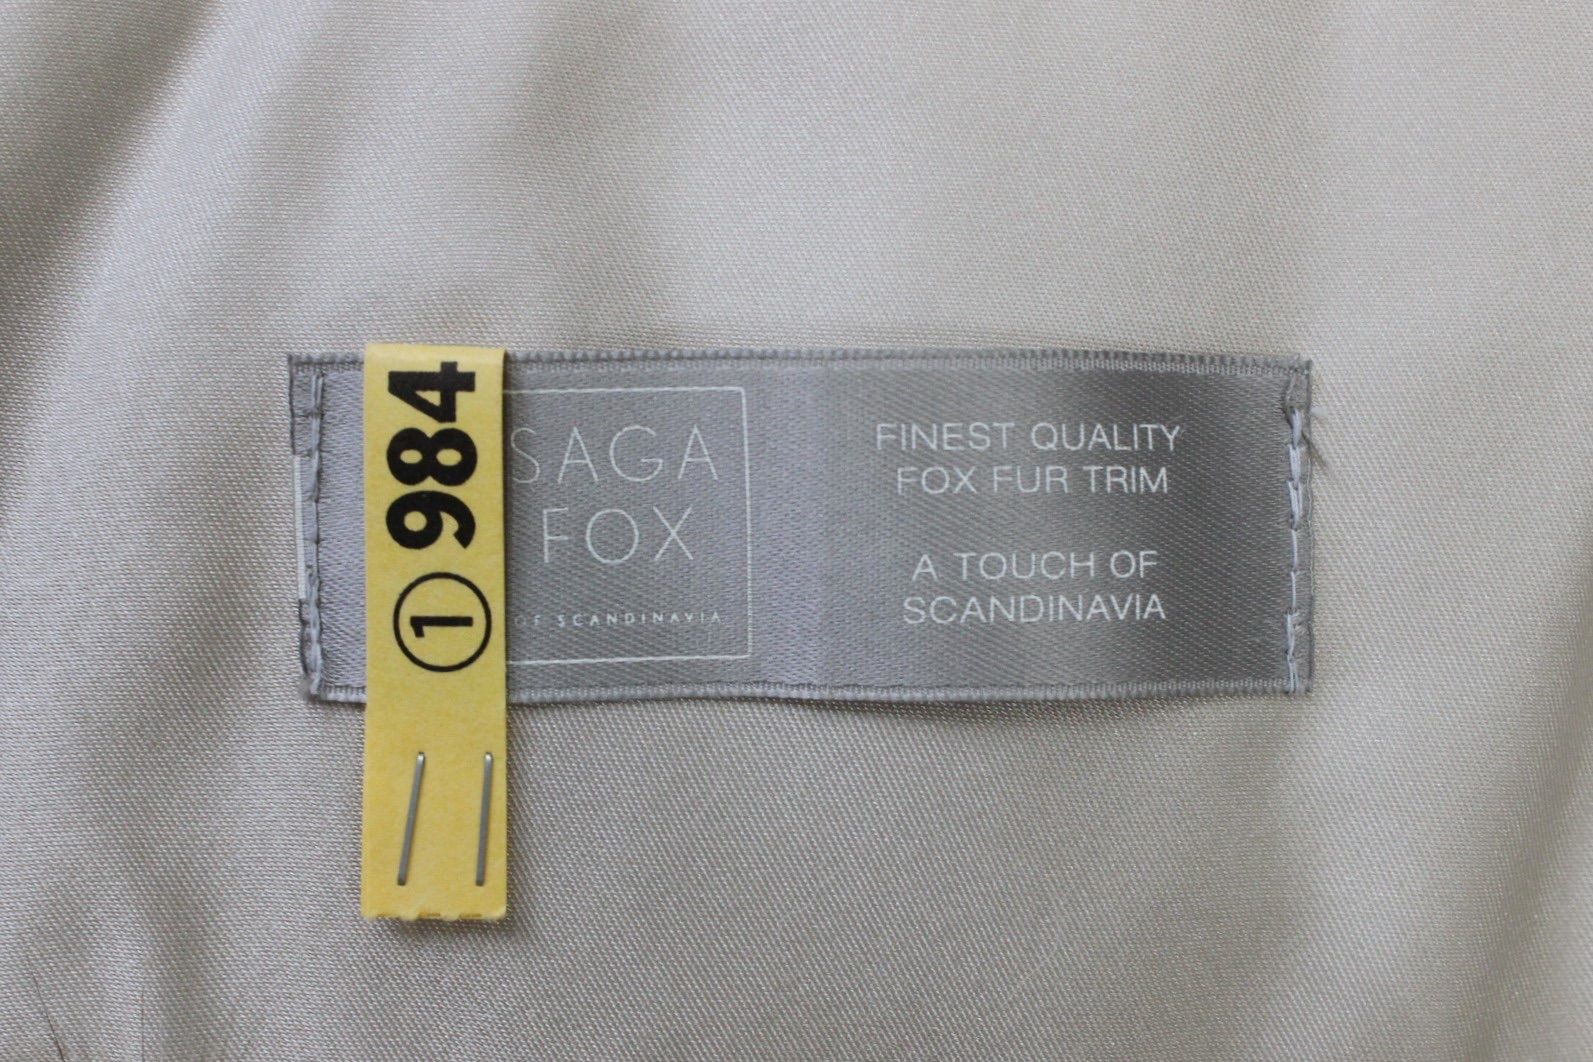 984 ①
SAGA
FOX
OF SCANDINAVIA
FINEST QUALITY
FOX FUR TRIM
A TOUCH OF
SCANDINAVIA